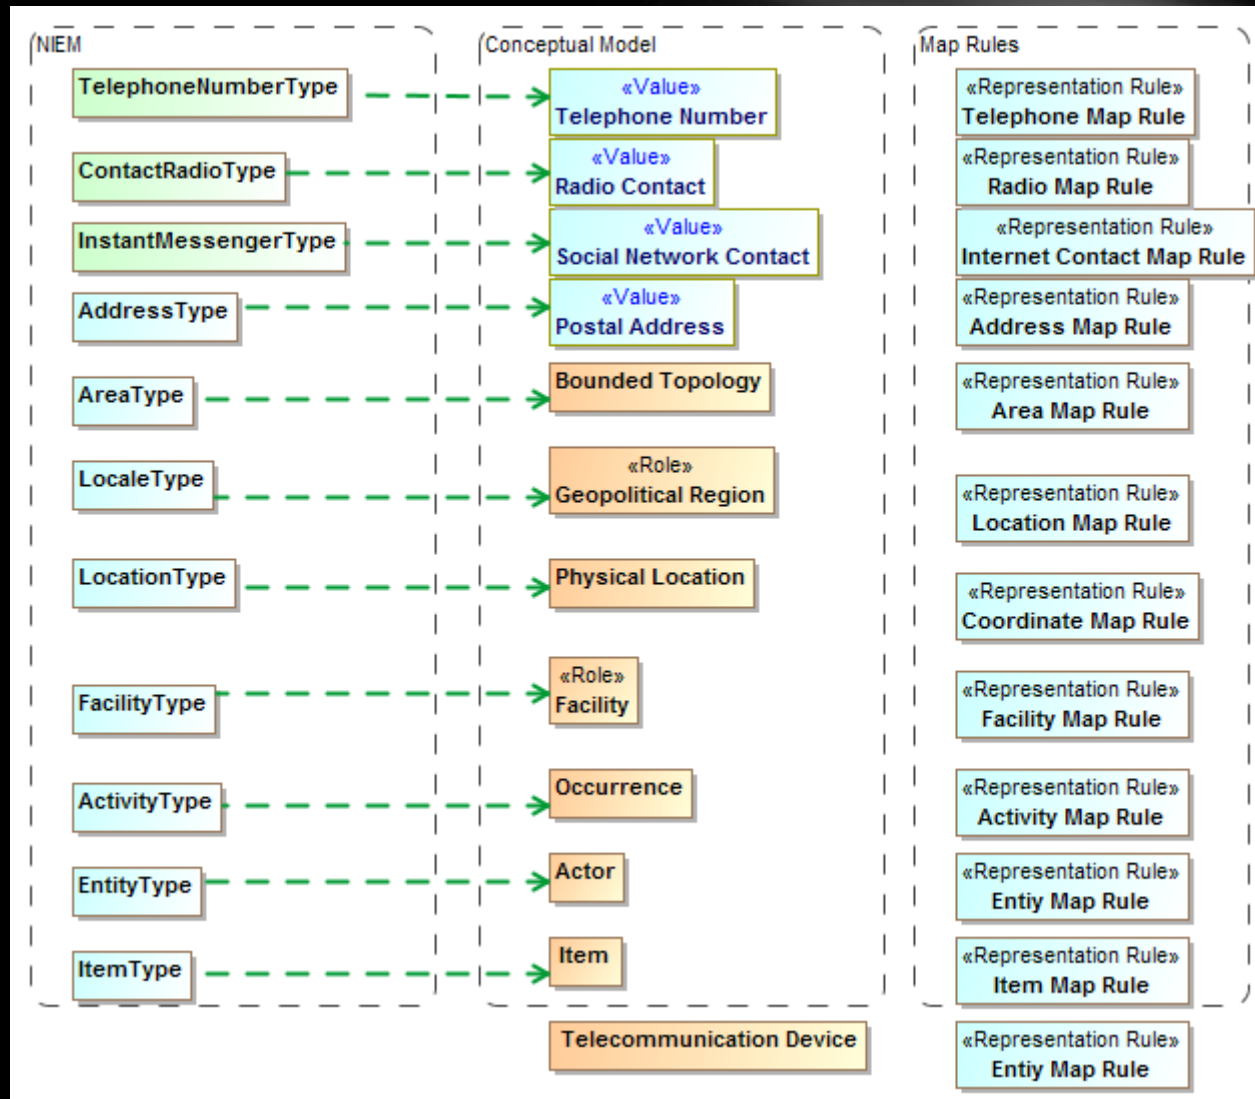 NIEM
TelephoneNumberType
ContactRadioType
InstantMessengerType
AddressType
AreaType
LocaleType
LocationType
FacilityType
ActivityType
EntityType
ItemType
Conceptual Model
«Value»
Telephone Number
«Value»
Radio Contact
«Value»
Social Network Contact
«Value»
Postal Address
Bounded Topology
«Role»
Geopolitical Region
Physical Location
«Role»
Facility
Occurrence
Actor
Item
Telecommunication Device
Map Rules
«Representation Rule»
Telephone Map Rule
«Representation Rule»
Radio Map Rule
«Representation Rule»
Internet Contact Map Rule
«Representation Rule»
Address Map Rule
«Representation Rule»
Area Map Rule
«Representation Rule»
Location Map Rule
«Representation Rule»
Coordinate Map Rule
«Representation Rule»
Facility Map Rule
«Representation Rule»
Activity Map Rule
«Representation Rule»
Entiy Map Rule
«Representation Rule»
Item Map Rule
«Representation Rule»
Entiy Map Rule